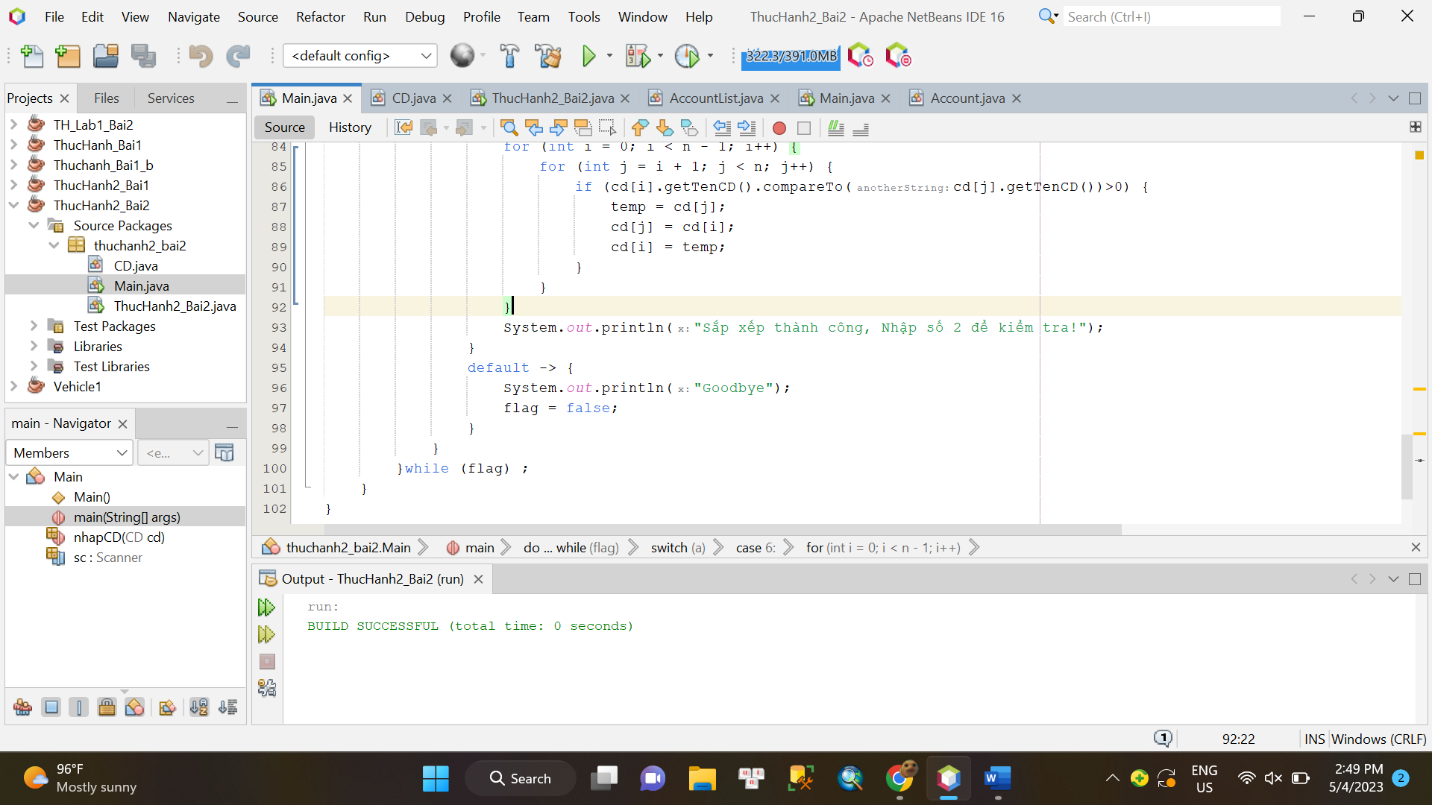 File Edit View Navigate Source Refactor Run Debug Profile Team Tools Window Help ThucHanh2_Bai2 - Apache NetBeans IDE 16 Search (Ctrl+I)
<default config> 322.3/391.0MB
Projects Files Services
Main.java CD.java ThucHanh2_Bai2.java AccountList.java Main.java Account.java
Source History
TH_Lab1_Bai2
ThucHanh_Bai1
Thuchanh_Bai1_b
ThucHanh2_Bai1
ThucHanh2_Bai2
Source Packages
thuchanh2_bai2
CD.java
Main.java
ThucHanh2_Bai2.java
Test Packages
Libraries
Test Libraries
Vehicle1
main - Navigator
Members <e...
Main
Main()
main(String[] args)
nhapCD(CD cd)
sc : Scanner
84 for (int i = 0; i < n - 1; i++) {
85 for (int j = i + 1; j < n; j++) {
86 if (cd[i].getTenCD().compareTo( anotherString: cd[j].getTenCD())>0) {
87 temp = cd[j];
88 cd[j] = cd[i];
89 cd[i] = temp;
90 }
91 }
92 }
93 System.out.println( x: "Sắp xếp thành công, Nhập số 2 để kiểm tra!");
94 }
95 default -> {
96 System.out.println( x: "Goodbye");
97 flag = false;
98 }
99 }
100 }while (flag) ;
101 }
102 }
thuchanh2_bai2.Main main do ... while (flag) switch (a) case 6: for (int i = 0; i < n - 1; i++)
Output - ThucHanh2_Bai2 (run)
run:
BUILD SUCCESSFUL (total time: 0 seconds)
1 92:22 INS Windows (CRLF)
96°F
Mostly sunny
Search
ENG
US
2:49 PM
5/4/2023
2